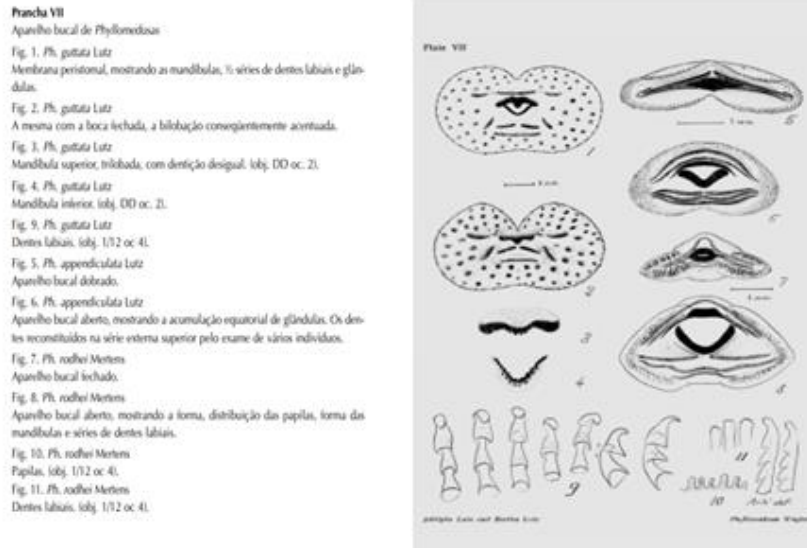 Prancha VII
Aparelho bucal de Phyllomedusas
Fig. 1. Ph. guttata Lutz
Membrana peristomal, mostrando as mandíbulas, ½ séries de dentes labiais e glân-
dulas.
Fig. 2. Ph. guttata Lutz
A mesma com a boca fechada, a bilobação conseqüentemente acentuada.
Fig. 3. Ph. guttata Lutz
Mandíbula superior, trilobada, com dentição desigual. (obj. DD oc. 2).
Fig. 4. Ph. guttata Lutz
Mandíbula inferior. (obj. DD oc. 2).
Fig. 9. Ph. guttata Lutz
Dentes labiais. (obj. 1/12 oc 4).
Fig. 5. Ph. appendiculata Lutz
Aparelho bucal dobrado.
Fig. 6. Ph. appendiculata Lutz
Aparelho bucal aberto, mostrando a acumulação equatorial de glândulas. Os den-
tes reconstituídos na série externa superior pelo exame de vários indivíduos.
Fig. 7. Ph. rodhei Mertens
Aparelho bucal fechado.
Fig. 8. Ph. rodhei Mertens
Aparelho bucal aberto, mostrando a forma, distribuição das papilas, forma das
mandíbulas e séries de dentes labiais.
Fig. 10. Ph. rodhei Mertens
Papilas. (obj. 1/12 oc 4).
Fig. 11. Ph. rodhei Mertens
Dentes labiais. (obj. 1/12 oc 4).
Plate VII
1
5
2
6
3
7
4
8
9
10
11
Adolpho Lutz and Bertha Lutz
Phyllomedusae